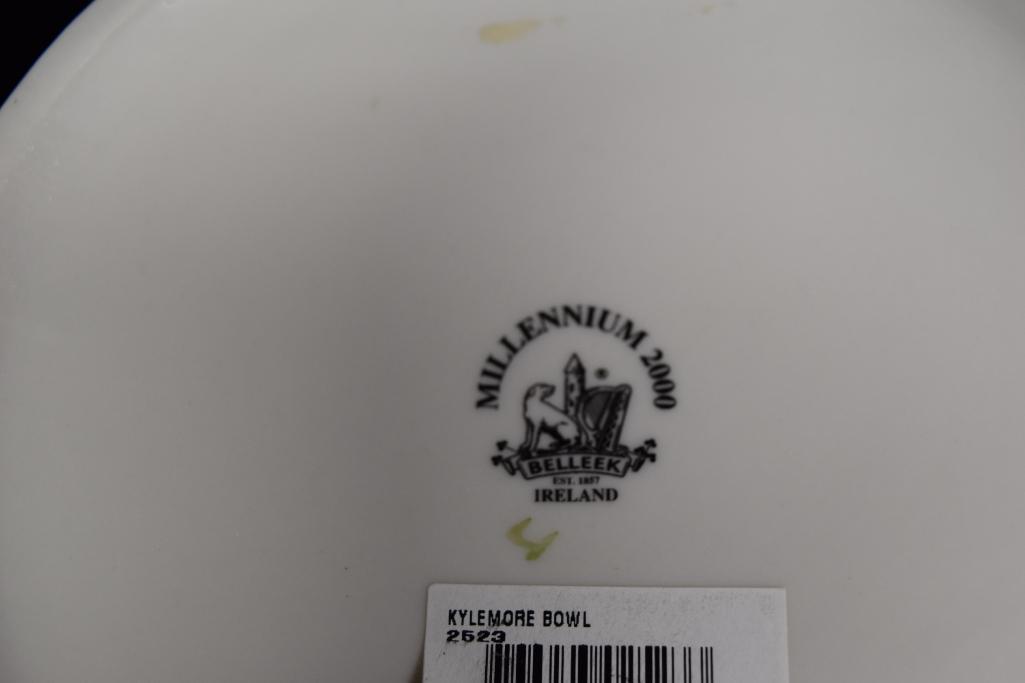 MILLENNIUM 2000
®
BELLEEK
EST. 1857
IRELAND
KYLEMORE BOWL
2523